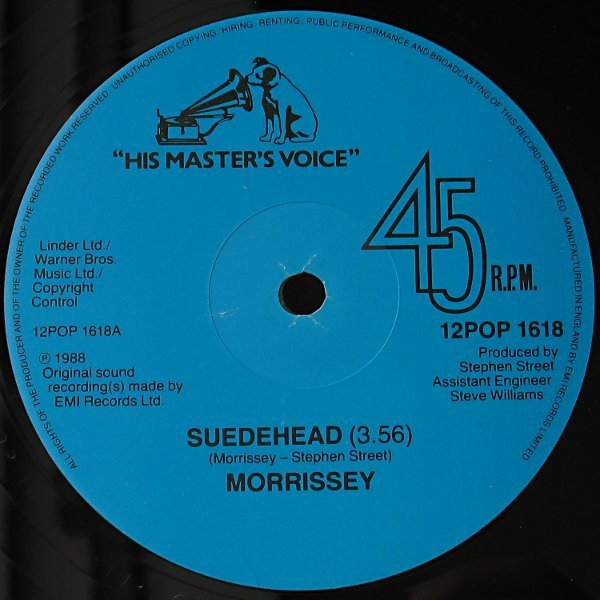 ALL RIGHTS OF THE PRODUCER AND OF THE OWNER OF THE RECORDED WORK RESERVED. UNAUTHORISED COPYING, HIRING, RENTING, PUBLIC PERFORMANCE AND BROADCASTING OF THIS RECORD PROHIBITED. MANUFACTURED IN ENGLAND BY EMI RECORDS LIMITED
"HIS MASTER'S VOICE"
45 R.P.M.
Linder Ltd./
Warner Bros.
Music Ltd./
Copyright
Control
12POP 1618A
℗ 1988
Original sound
recording(s) made by
EMI Records Ltd.
12POP 1618
Produced by
Stephen Street
Assistant Engineer
Steve Williams
SUEDEHEAD (3.56)
(Morrissey – Stephen Street)
MORRISSEY